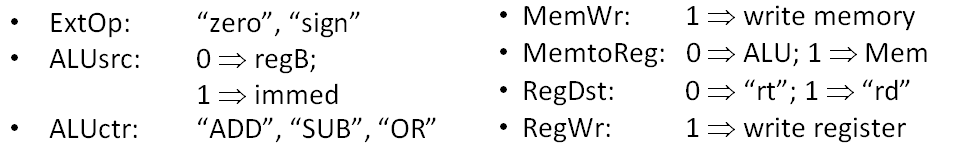 • ExtOp: “zero”, “sign”
• ALUsrc: 0 ⇒ regB;
1 ⇒ immed
• ALUctr: “ADD”, “SUB”, “OR”
• MemWr: 1 ⇒ write memory
• MemtoReg: 0 ⇒ ALU; 1 ⇒ Mem
• RegDst: 0 ⇒ “rt”; 1 ⇒ “rd”
• RegWr: 1 ⇒ write register